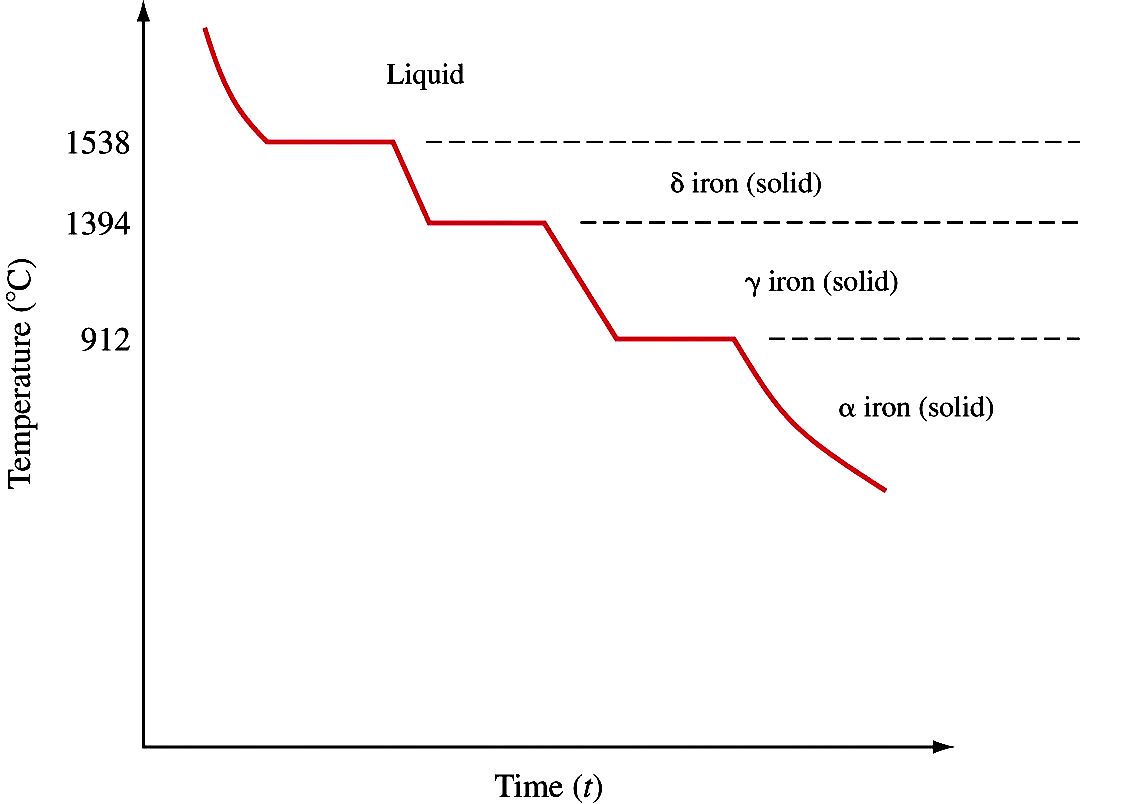 Liquid
1538
δ iron (solid)
1394
γ iron (solid)
912
α iron (solid)
Temperature (°C)
Time (t)